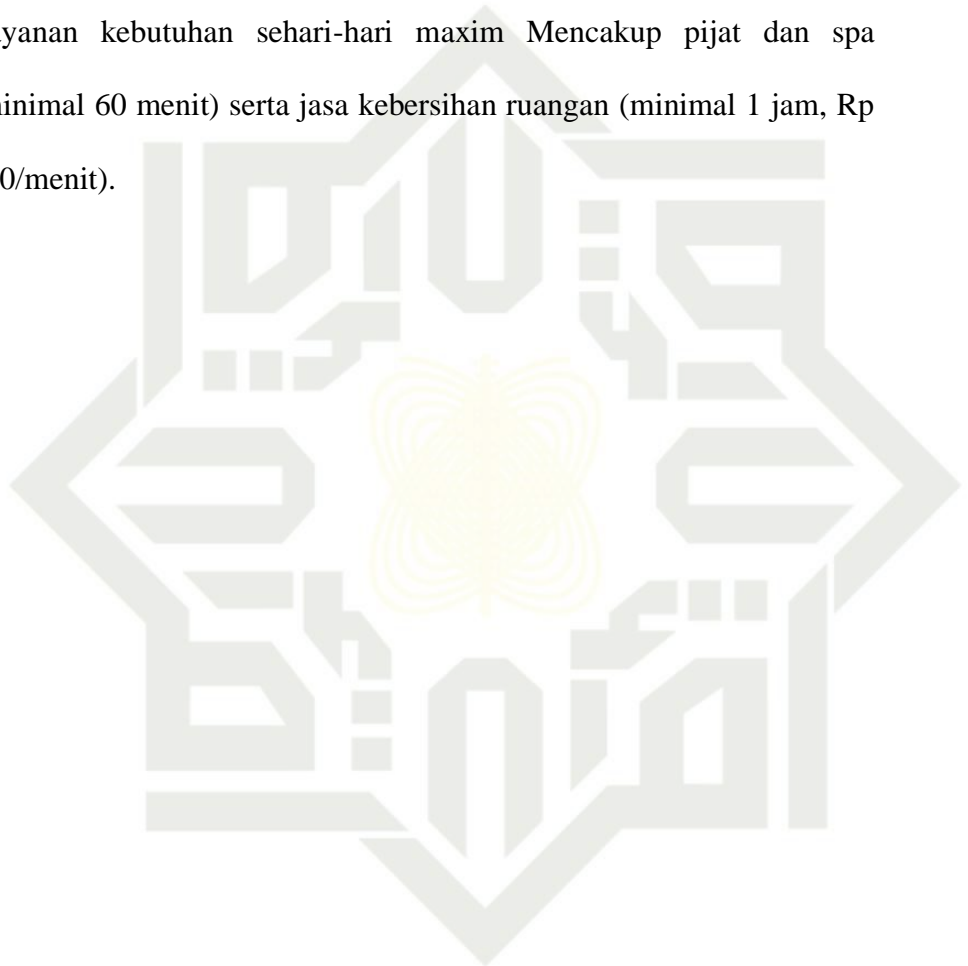 yanan kebutuhan sehari-hari maxim Mencakup pijat dan spa
inimal 60 menit) serta jasa kebersihan ruangan (minimal 1 jam, Rp
0/menit).